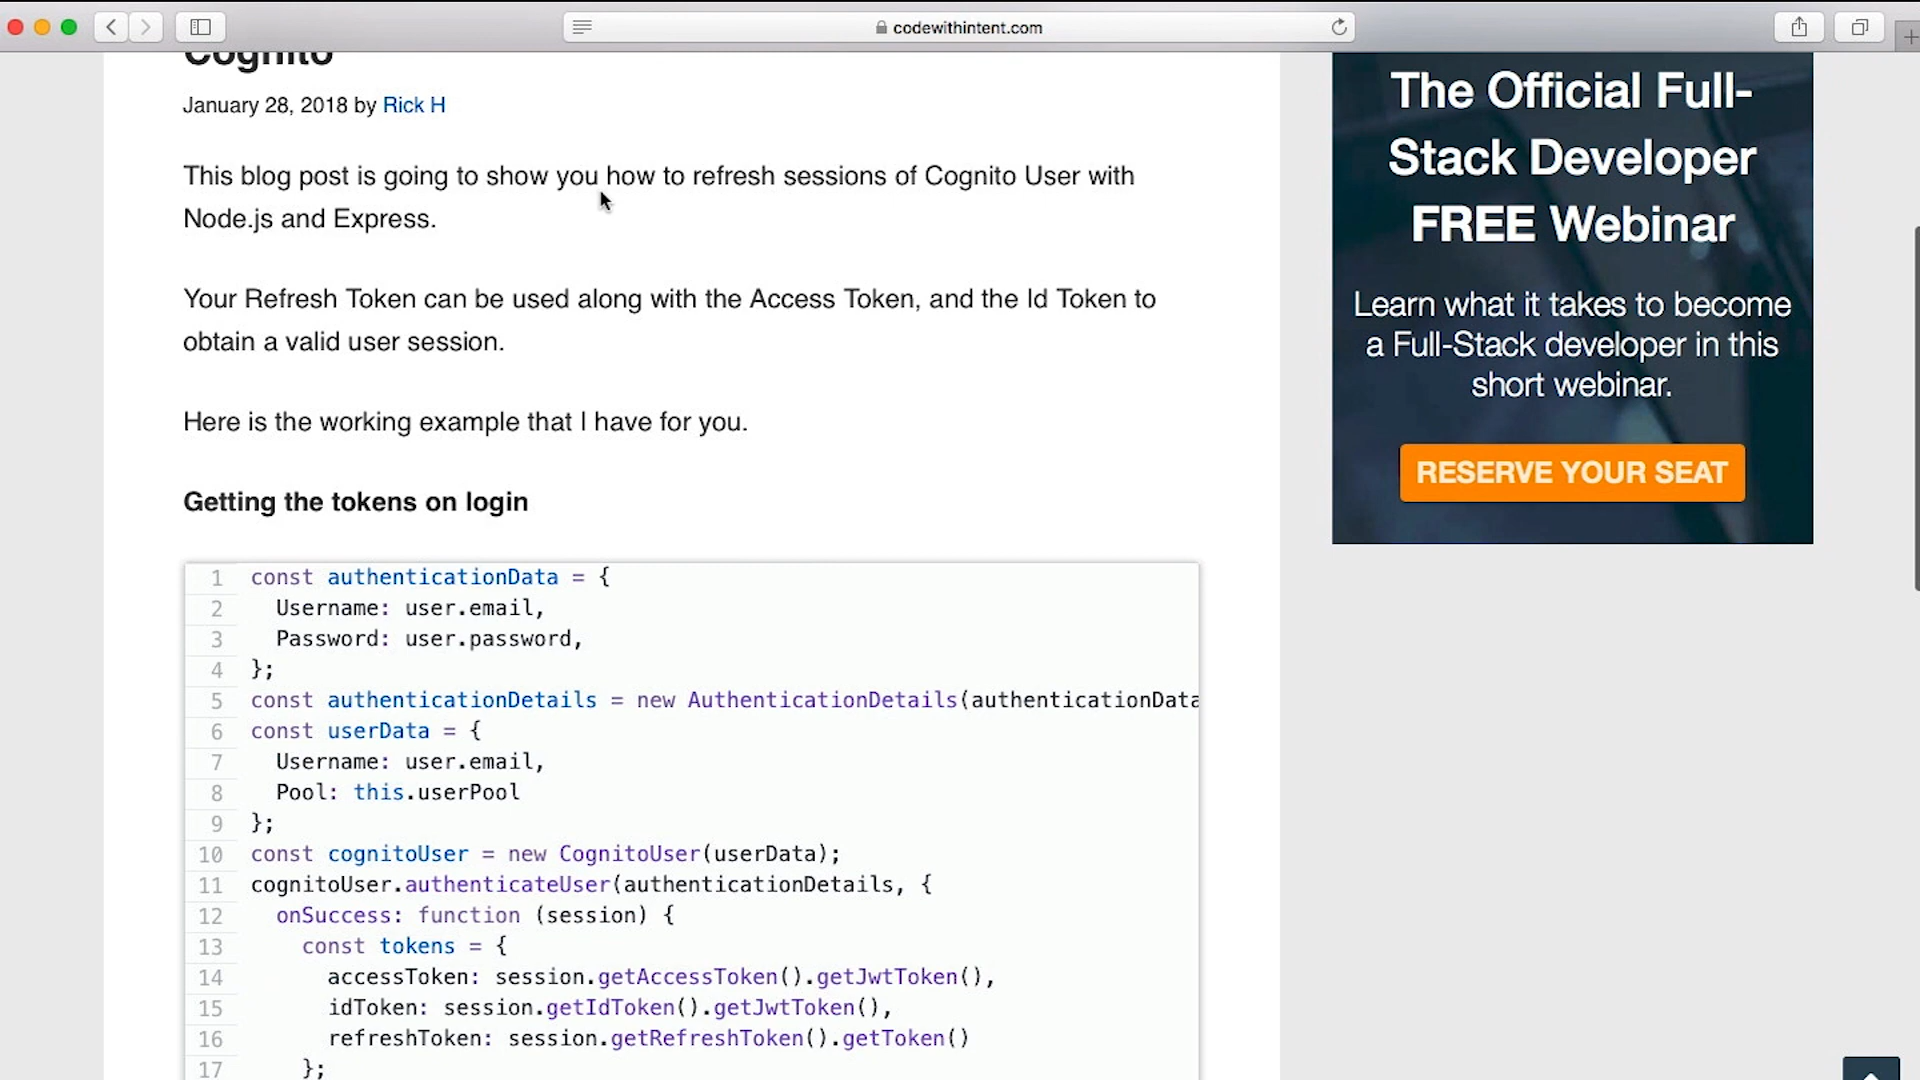 codewithintent.com
Cognito
January 28, 2018 by Rick H
This blog post is going to show you how to refresh sessions of Cognito User with
Node.js and Express.
Your Refresh Token can be used along with the Access Token, and the Id Token to
obtain a valid user session.
Here is the working example that I have for you.
Getting the tokens on login
1 const authenticationData = {
2 Username: user.email,
3 Password: user.password,
4 };
5 const authenticationDetails = new AuthenticationDetails(authenticationData
6 const userData = {
7 Username: user.email,
8 Pool: this.userPool
9 };
10 const cognitoUser = new CognitoUser(userData);
11 cognitoUser.authenticateUser(authenticationDetails, {
12 onSuccess: function (session) {
13 const tokens = {
14 accessToken: session.getAccessToken().getJwtToken(),
15 idToken: session.getIdToken().getJwtToken(),
16 refreshToken: session.getRefreshToken().getToken()
17 };
The Official Full-
Stack Developer
FREE Webinar
Learn what it takes to become
a Full-Stack developer in this
short webinar.
RESERVE YOUR SEAT